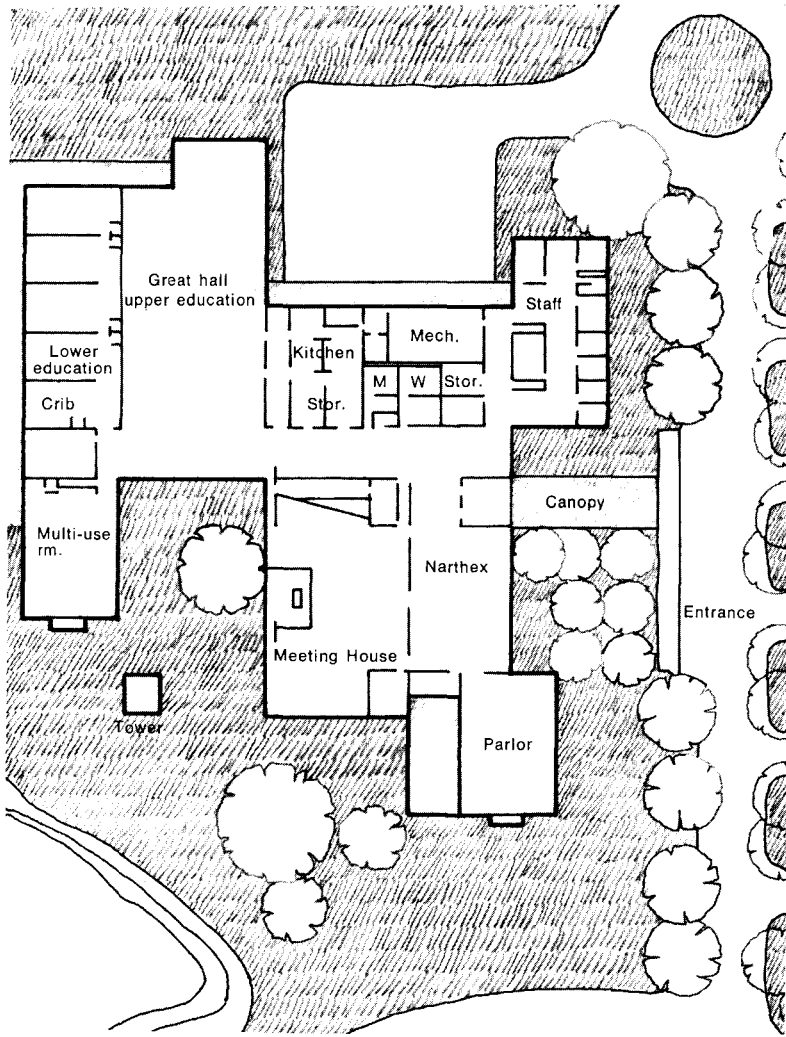 Great hall
upper education
Staff
Mech.
Kitchen
Lower
education
M
W
Stor.
Crib
Stor.
Canopy
Multi-use
rm.
Narthex
Entrance
Meeting House
Tower
Parlor